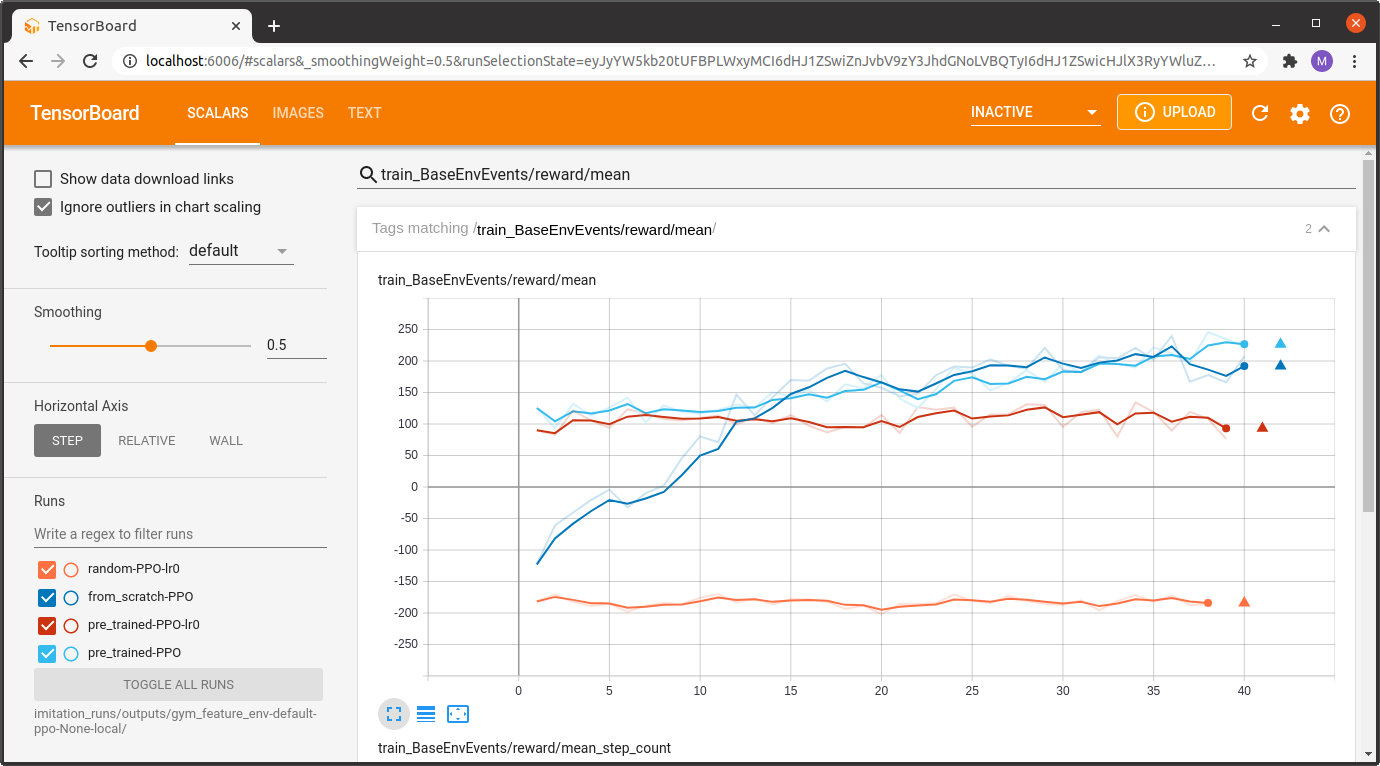 TensorBoard
localhost:6006/#scalars&_smoothingWeight=0.5&runSelectionState=eyJyYW5kb20tUFBPLWxyMCI6dHJ1ZSwiZnJvbV9zY3JhdGNoLVBQTyI6dHJ1ZSwicHJlX3RyYWluZ...
M
TensorBoard SCALARS IMAGES TEXT INACTIVE UPLOAD
Show data download links
Ignore outliers in chart scaling
Tooltip sorting method: default
Smoothing
0.5
Horizontal Axis
STEP RELATIVE WALL
Runs
Write a regex to filter runs
random-PPO-lr0
from_scratch-PPO
pre_trained-PPO-lr0
pre_trained-PPO
TOGGLE ALL RUNS
imitation_runs/outputs/gym_feature_env-default-
ppo-None-local/
train_BaseEnvEvents/reward/mean
Tags matching /train_BaseEnvEvents/reward/mean/ 2
train_BaseEnvEvents/reward/mean
250
200
150
100
50
0
-50
-100
-150
-200
-250
0 5 10 15 20 25 30 35 40
train_BaseEnvEvents/reward/mean_step_count